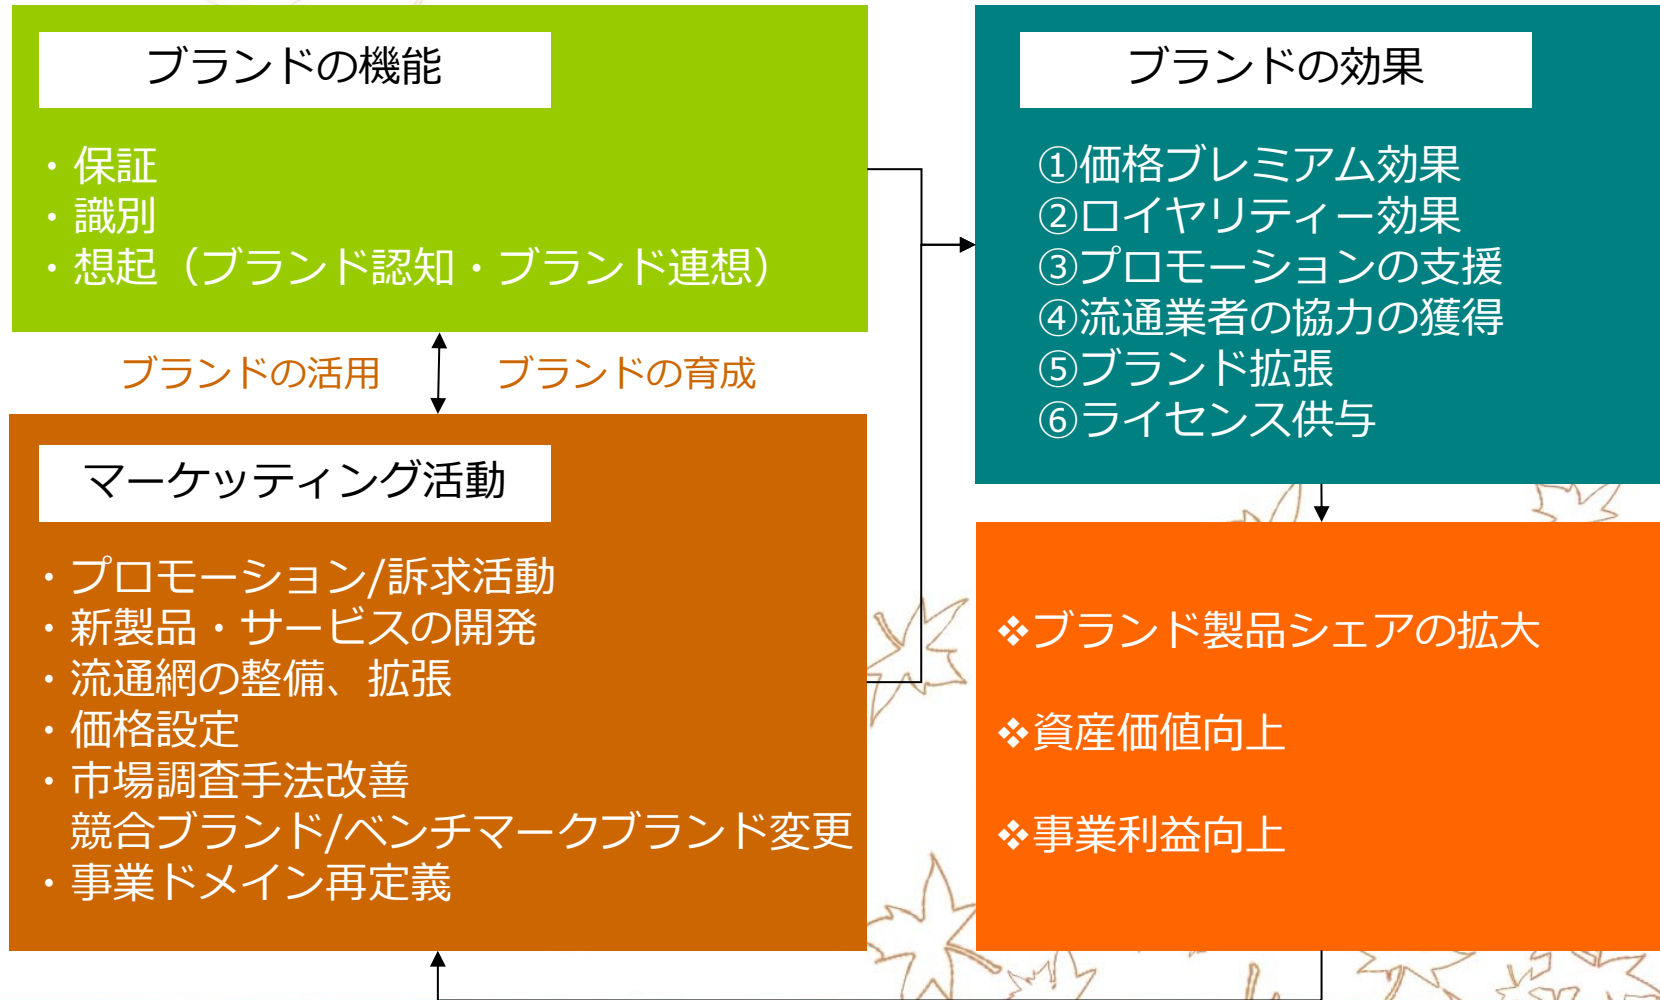 ブランドの機能
・保証
・識別
・想起（ブランド認知・ブランド連想）
ブランドの活用
ブランドの育成
マーケッティング活動
・プロモーション/訴求活動
・新製品・サービスの開発
・流通網の整備、拡張
・価格設定
・市場調査手法改善
競合ブランド/ベンチマークブランド変更
・事業ドメイン再定義
ブランドの効果
①価格プレミアム効果
②ロイヤリティー効果
③プロモーションの支援
④流通業者の協力の獲得
⑤ブランド拡張
⑥ライセンス供与
❖ブランド製品シェアの拡大
❖資産価値向上
❖事業利益向上